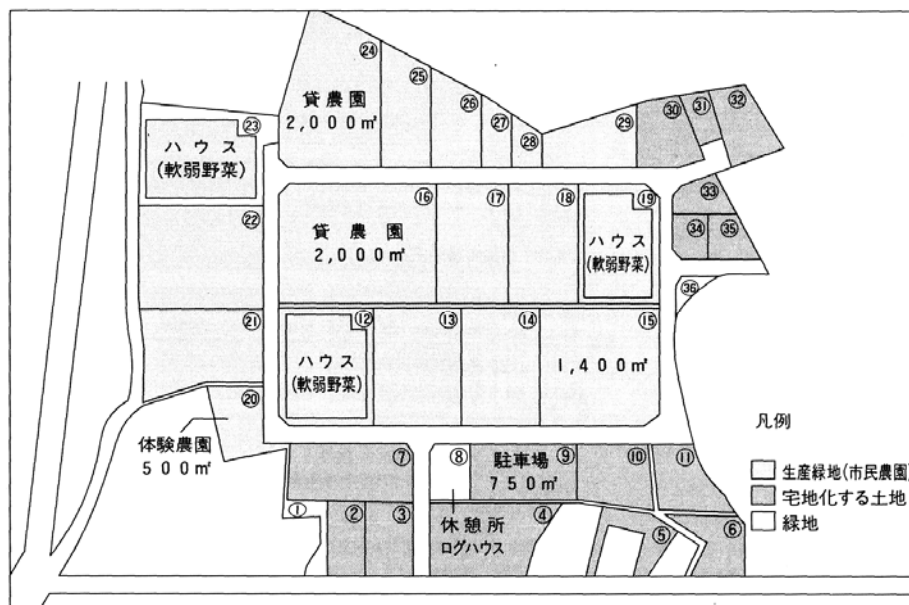 ㉔
貸農園
2,000㎡
㉕
㉖
㉗
㉘
㉙
㉚
㉛
㉜
㉓
ハウス
(軟弱野菜)
㉒
⑯
貸農園
2,000㎡
⑰
⑱
⑲
ハウス
(軟弱野菜)
㉝
㉞
㉟
㊱
㉑
⑫
ハウス
(軟弱野菜)
⑬
⑭
⑮
1,400㎡
⑳
体験農園
500㎡
⑦
⑧
休憩所
ログハウス
駐車場
⑨
750㎡
⑩
⑪
①
②
③
④
⑤
⑥
凡例
生産緑地(市民農園)
宅地化する土地
緑地